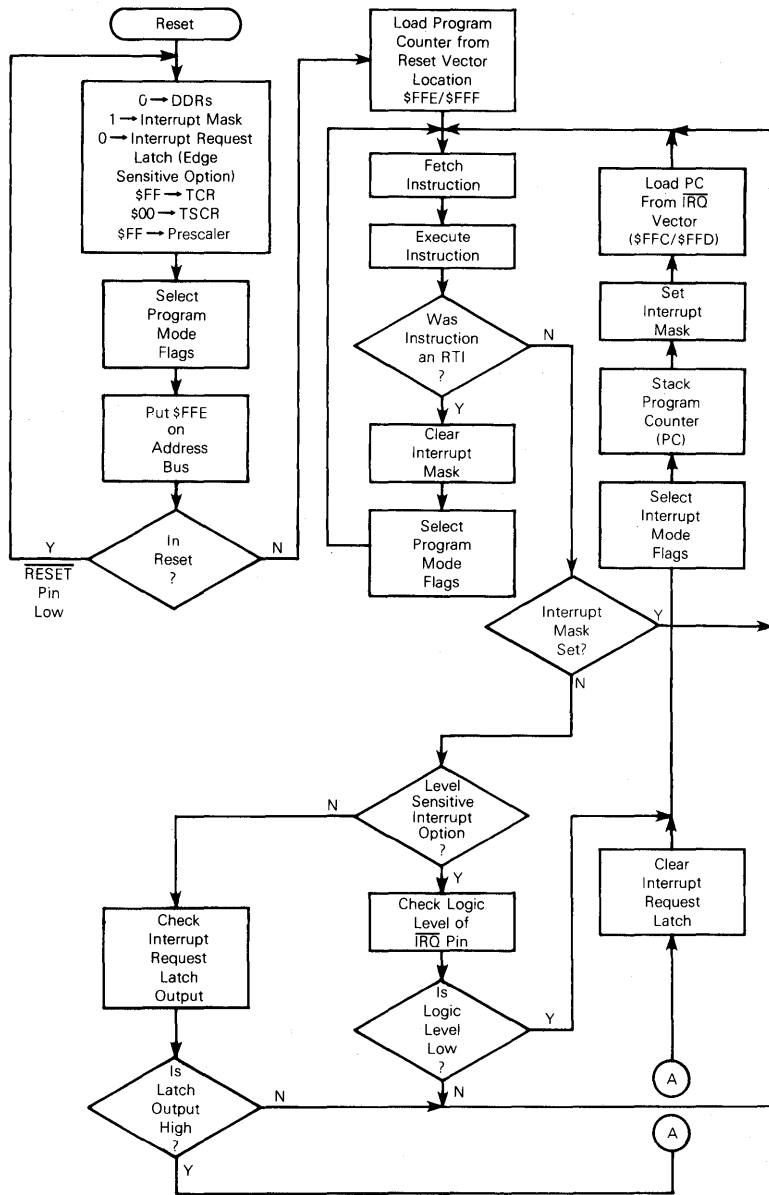 Reset
0 → DDRs
1 → Interrupt Mask
0 → Interrupt Request
Latch (Edge
Sensitive Option)
$FF → TCR
$00 → TSCR
$FF → Prescaler
Select
Program
Mode
Flags
Put $FFE
on
Address
Bus
In
Reset
?
Y
N
RESET
Pin
Low
Load Program
Counter from
Reset Vector
Location
$FFE/$FFF
Fetch
Instruction
Execute
Instruction
Was
Instruction
an RTI
?
N
Y
Clear
Interrupt
Mask
Select
Program
Mode
Flags
Load PC
From IRQ
Vector
($FFC/$FFD)
Set
Interrupt
Mask
Stack
Program
Counter
(PC)
Select
Interrupt
Mode
Flags
Interrupt
Mask
Set?
Y
N
Level
Sensitive
Interrupt
Option
?
N
Y
Check
Interrupt
Request
Latch
Output
Check Logic
Level of
IRQ Pin
Clear
Interrupt
Request
Latch
Is
Logic
Level
Low
?
Y
N
A
Is
Latch
Output
High
?
N
Y
A